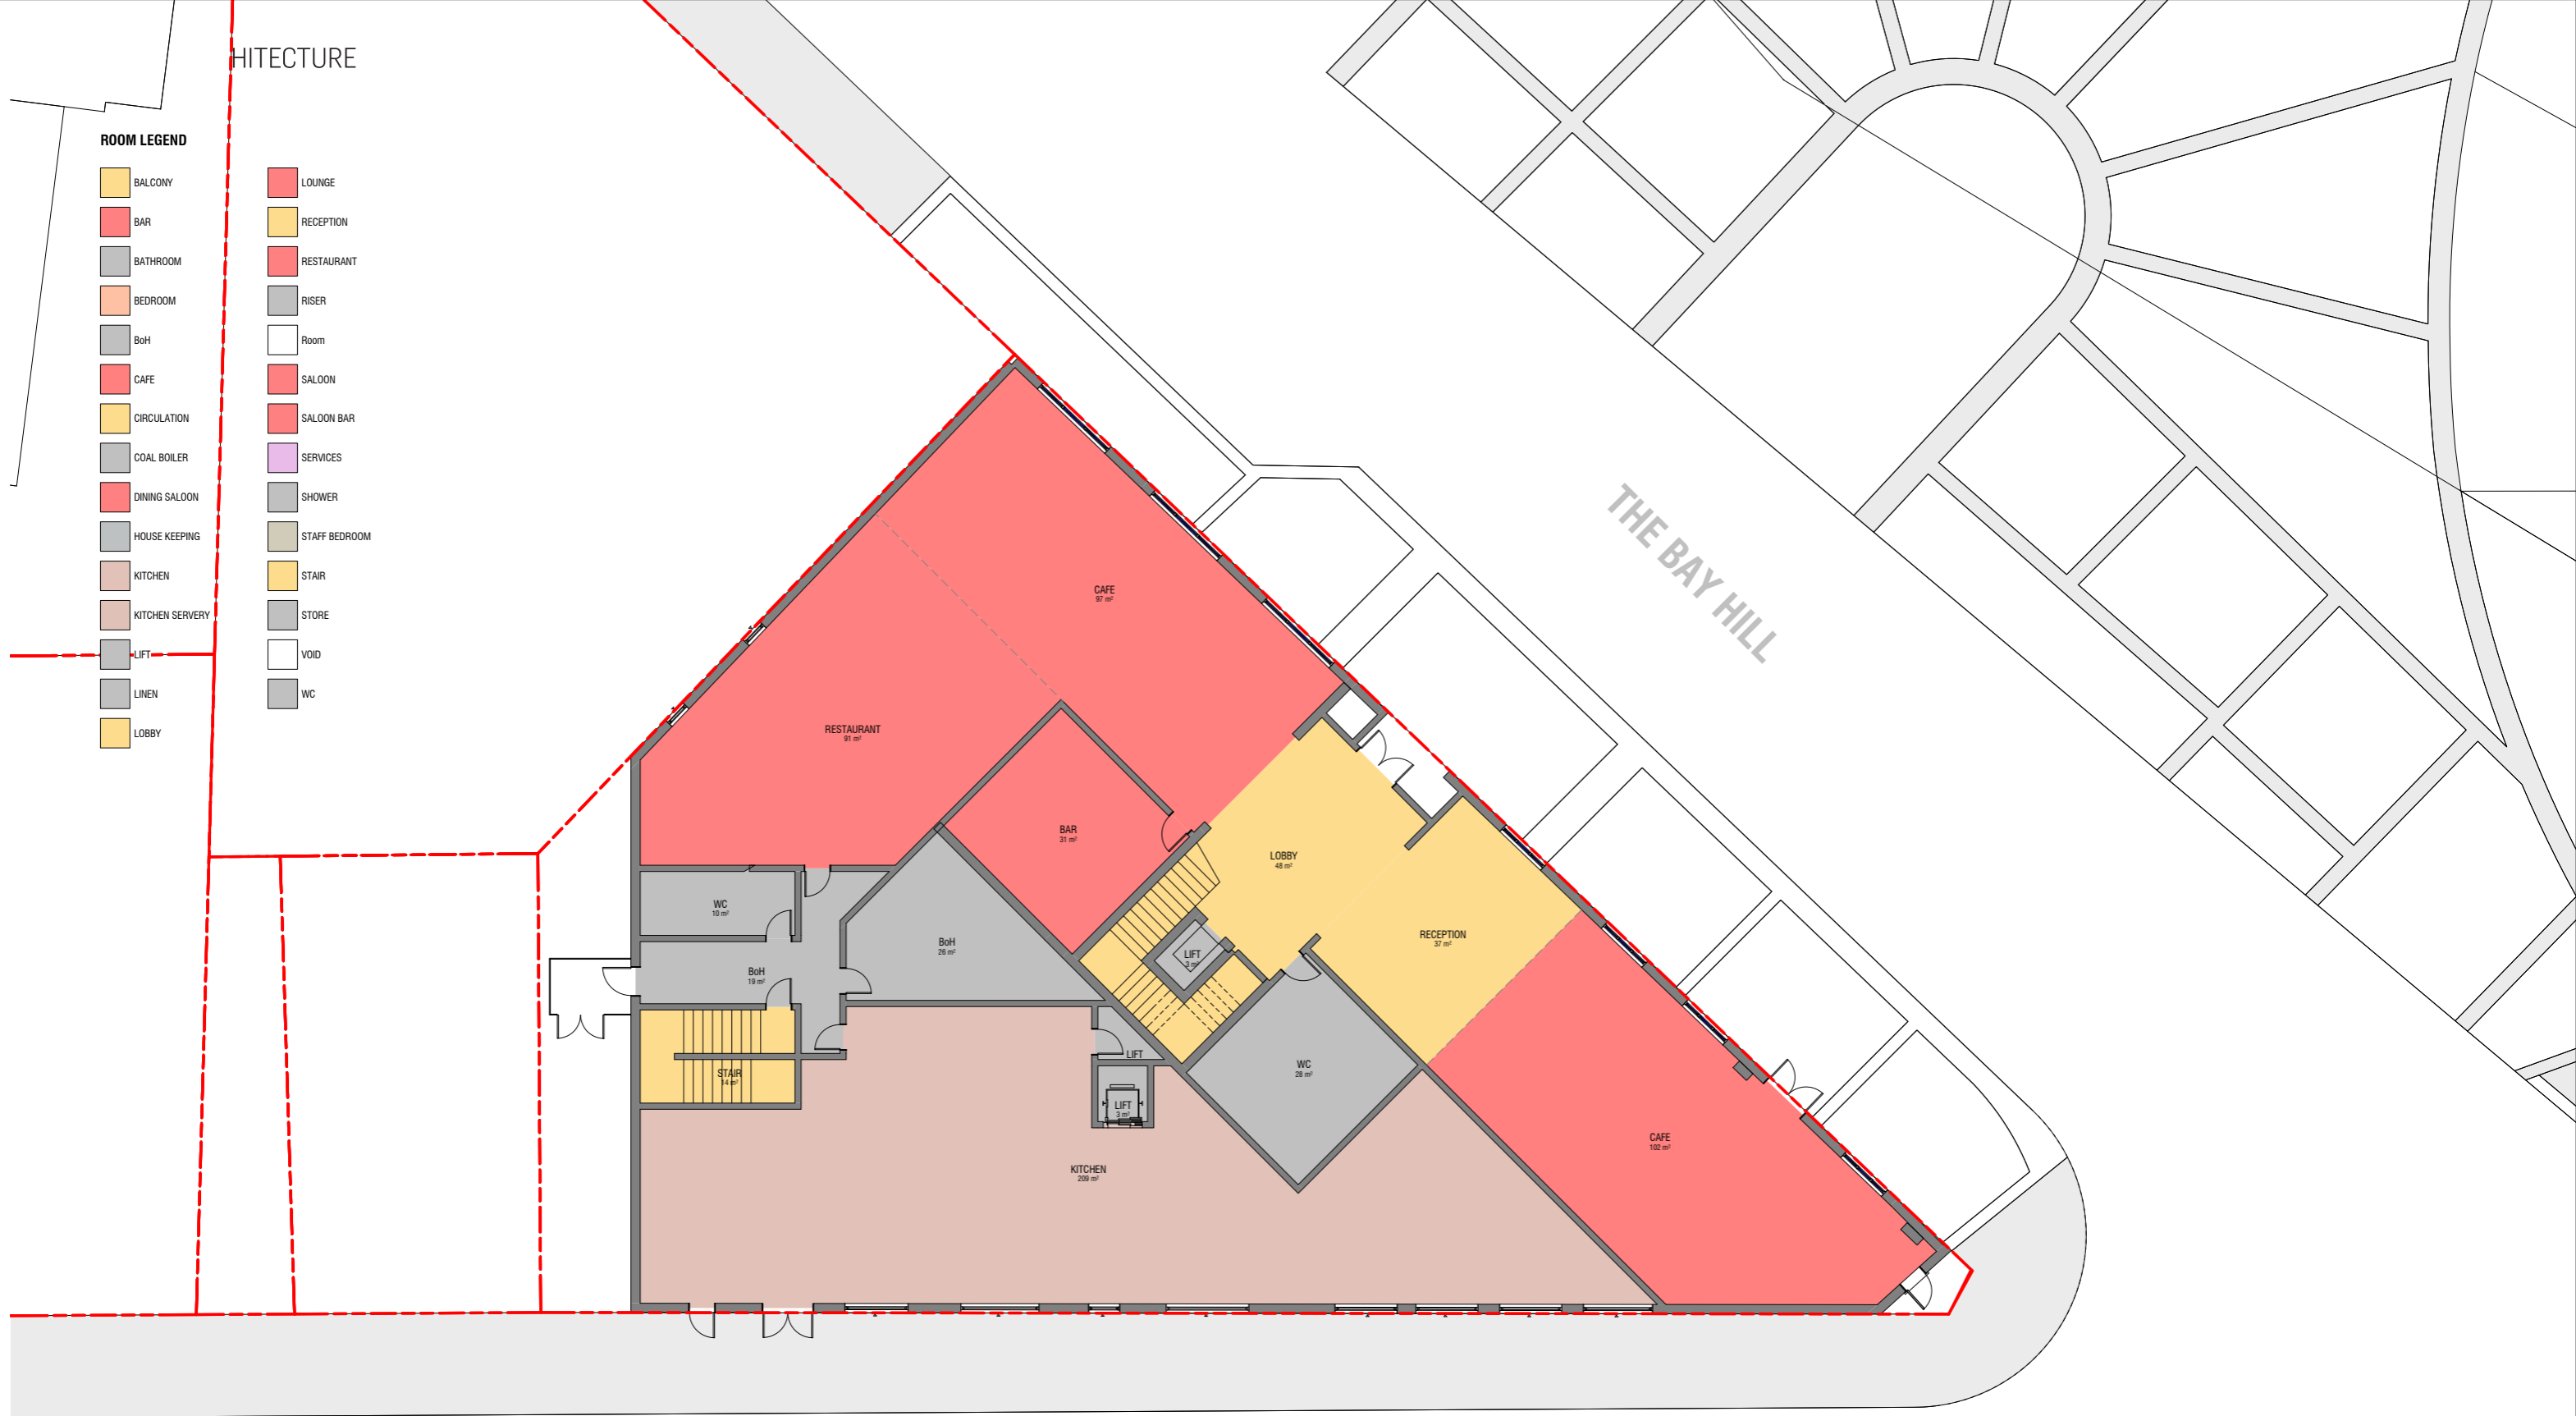 HITECTURE
ROOM LEGEND
BALCONY
BAR
BATHROOM
BEDROOM
BoH
CAFE
CIRCULATION
COAL BOILER
DINING SALOON
HOUSE KEEPING
KITCHEN
KITCHEN SERVERY
LIFT
LINEN
LOBBY
LOUNGE
RECEPTION
RESTAURANT
RISER
Room
SALOON
SALOON BAR
SERVICES
SHOWER
STAFF BEDROOM
STAIR
STORE
VOID
WC
THE BAY HILL
CAFE
97 m²
RESTAURANT
91 m²
BAR
31 m²
LOBBY
48 m²
WC
10 m²
BoH
26 m²
RECEPTION
37 m²
LIFT
3 m²
BoH
19 m²
LIFT
STAIR
14 m²
WC
28 m²
LIFT
3 m²
CAFE
102 m²
KITCHEN
209 m²